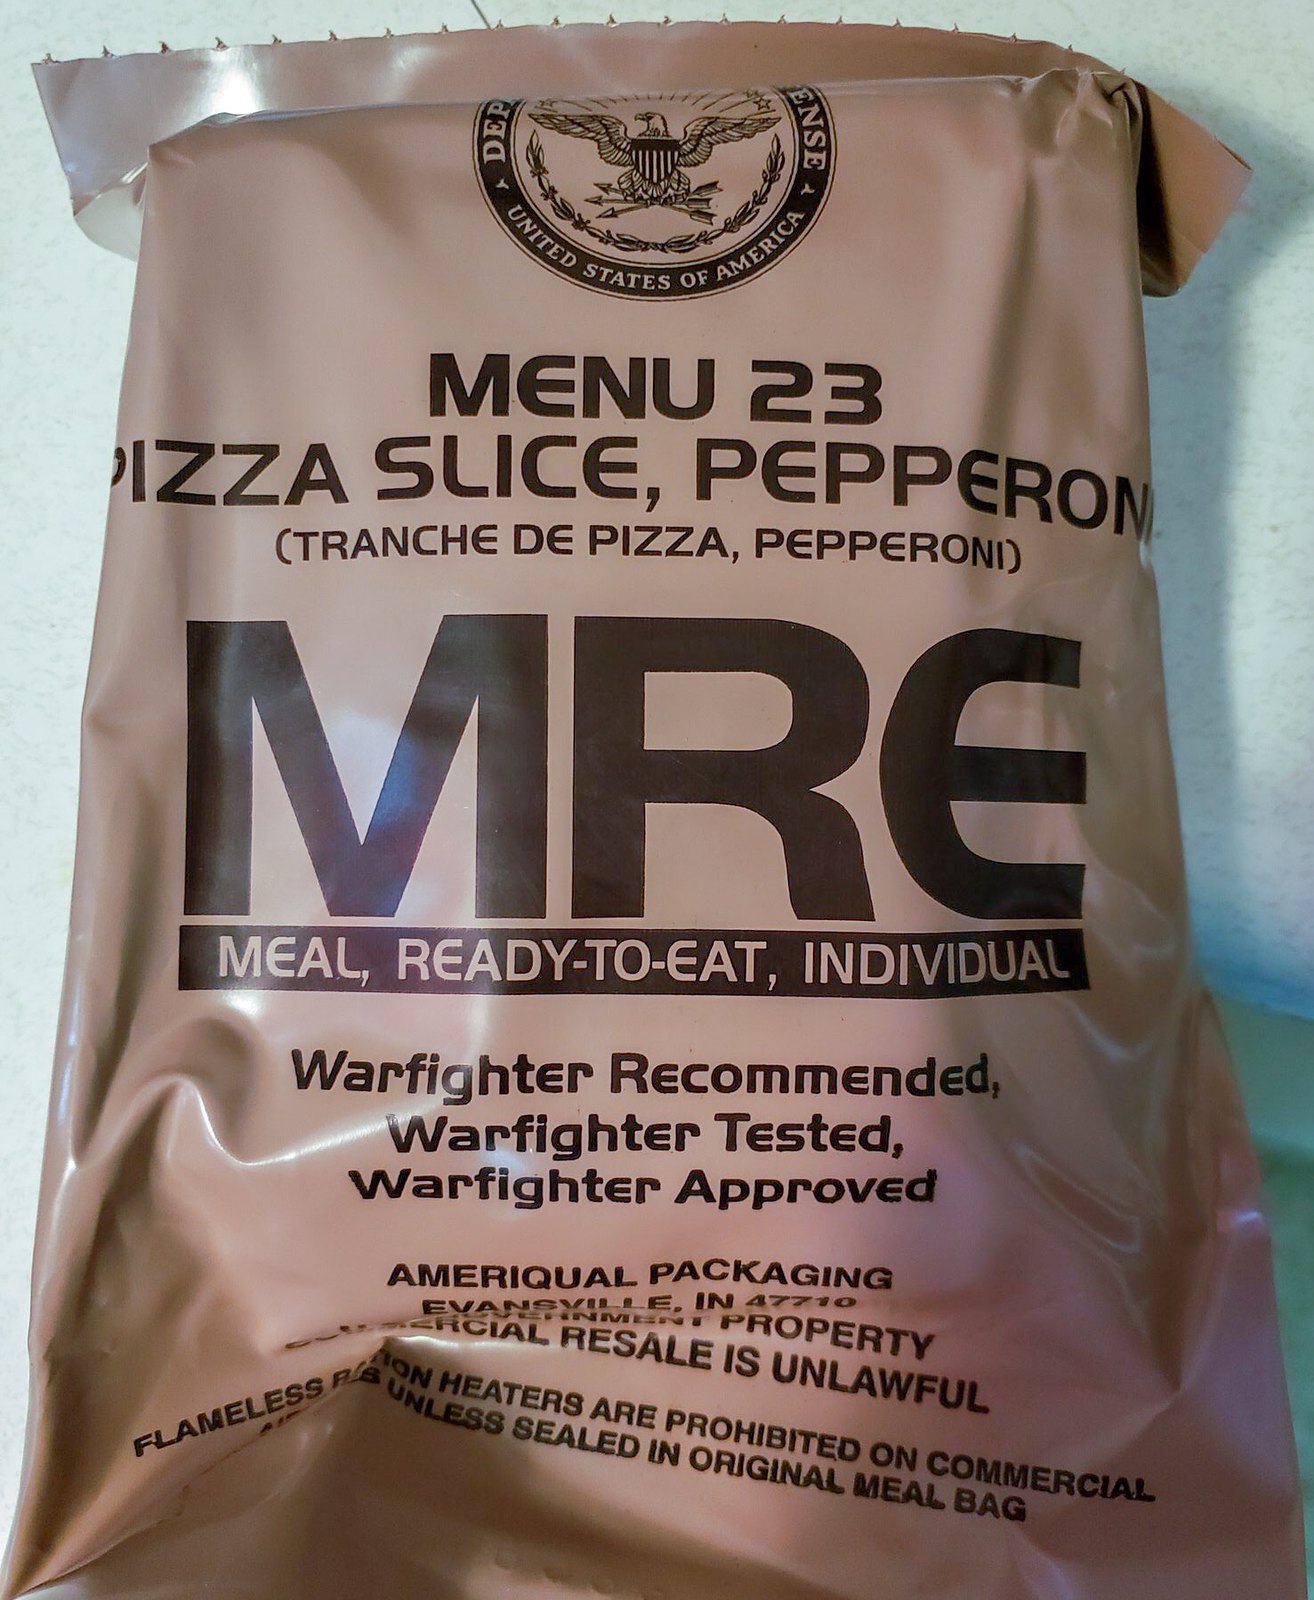 UNITED STATES OF AMERICA
MENU 23
PIZZA SLICE, PEPPERONI
(TRANCHE DE PIZZA, PEPPERONI)
MRE
MEAL, READY-TO-EAT, INDIVIDUAL
Warfighter Recommended,
Warfighter Tested,
Warfighter Approved
AMERIQUAL PACKAGING
EVANSVILLE, IN 47710
PROPERTY
RESALE IS UNLAWFUL
FLAMELESS HEATERS ARE PROHIBITED ON COMMERCIAL
UNLESS SEALED IN ORIGINAL MEAL BAG